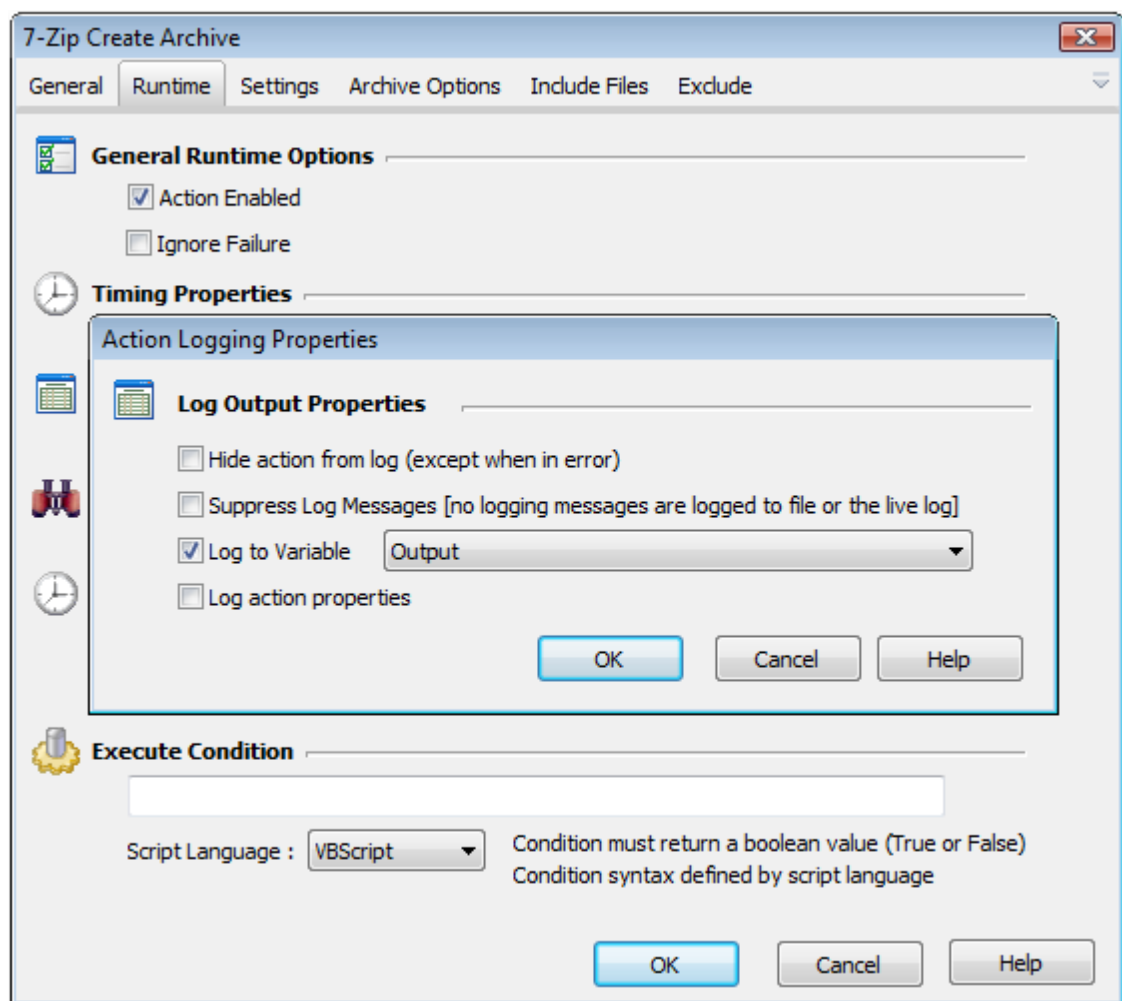 7-Zip Create Archive
General Runtime Settings Archive Options Include Files Exclude
General Runtime Options
Action Enabled
Ignore Failure
Timing Properties
Action Logging Properties
Log Output Properties
Hide action from log (except when in error)
Suppress Log Messages [no logging messages are logged to file or the live log]
Log to Variable Output
Log action properties
OK Cancel Help
Execute Condition
Script Language : VBScript
Condition must return a boolean value (True or False)
Condition syntax defined by script language
OK Cancel Help